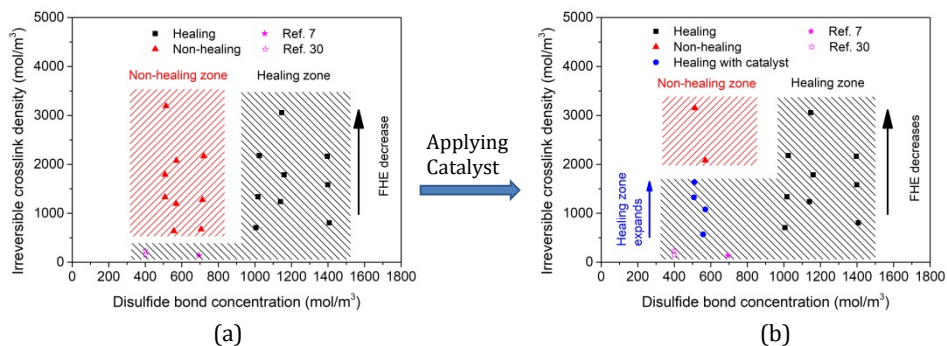 Irreversible crosslink density (mol/m³)
5000
4000
3000
2000
1000
0
Healing
Non-healing
Ref. 7
Ref. 30
Non-healing zone
Healing zone
FHE decrease
0 200 400 600 800 1000 1200 1400 1600 1800
Disulfide bond concentration (mol/m³)
(a)
Applying
Catalyst
Irreversible crosslink density (mol/m³)
5000
4000
3000
2000
1000
0
Healing
Non-healing
Healing with catalyst
Ref. 7
Ref. 30
Non-healing zone
Healing zone
Healing zone
expands
FHE decreases
0 200 400 600 800 1000 1200 1400 1600 1800
Disulfide bond concentration (mol/m³)
(b)